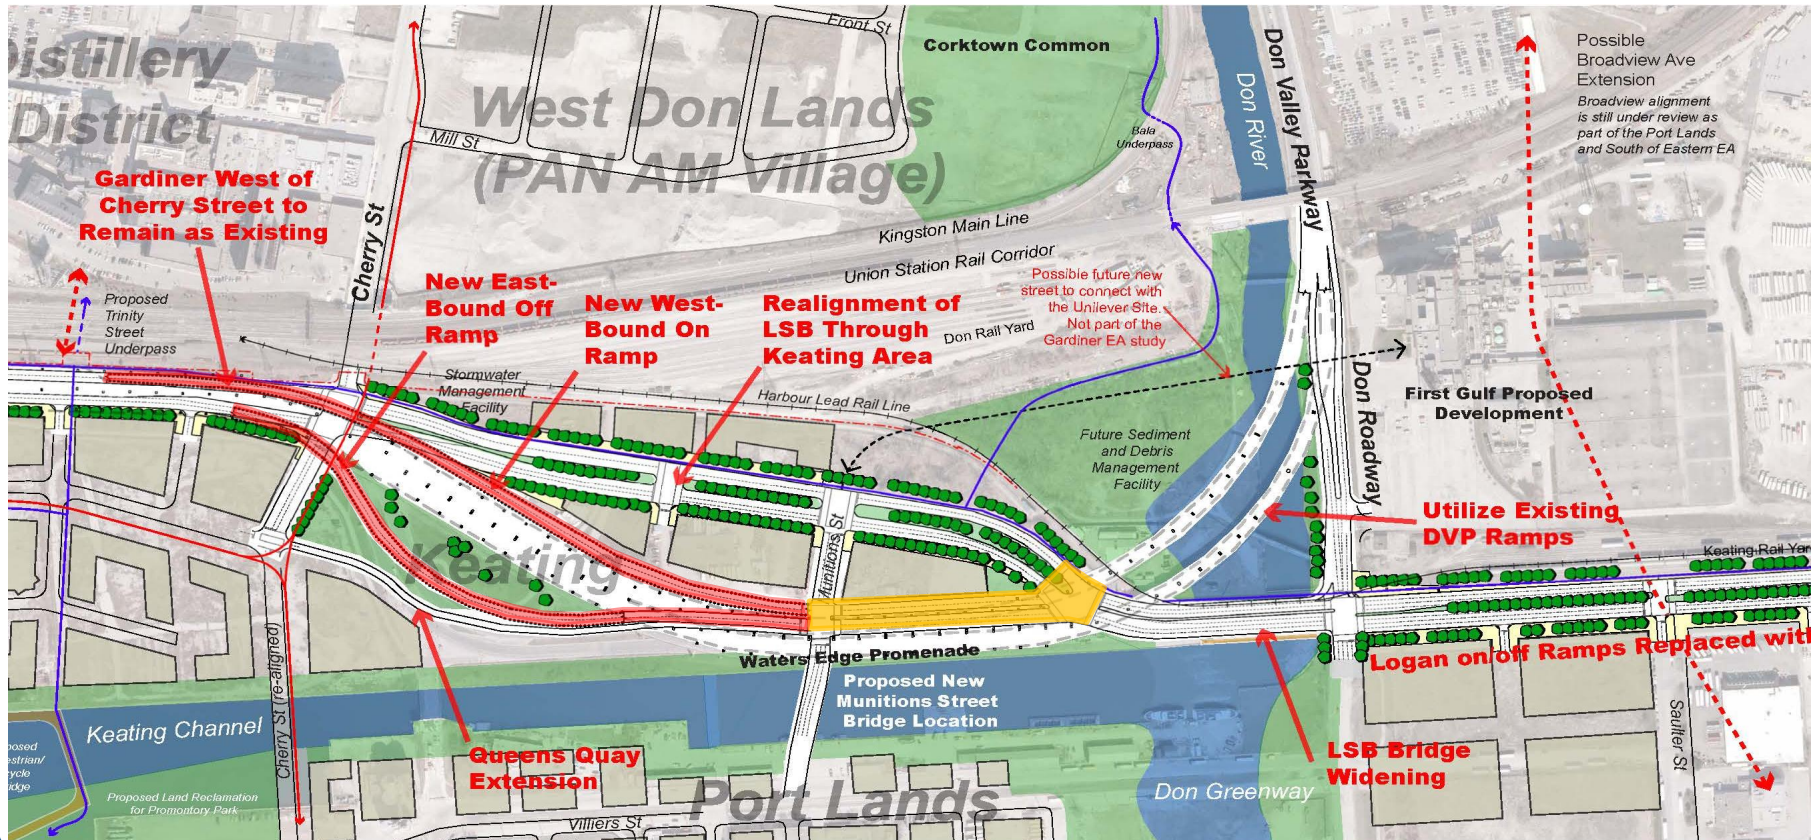 Distillery
District
Front St
Corktown Common
Don Valley Parkway
Don River
Possible
Broadview Ave
Extension
Broadview alignment
is still under review as
part of the Port Lands
and South of Eastern EA
West Don Lands
(PAN AM Village)
Mill St
Bala
Underpass
Gardiner West of
Cherry Street to
Remain as Existing
Cherry St
Kingston Main Line
Union Station Rail Corridor
Don Rail Yard
Possible future new
street to connect with
the Unilever Site.
Not part of the
Gardiner EA study
Proposed
Trinity
Street
Underpass
New East-
Bound Off
Ramp
New West-
Bound On
Ramp
Realignment of
LSB Through
Keating Area
Stormwater
Management
Facility
Harbour Lead Rail Line
Don Roadway
First Gulf Proposed
Development
Future Sediment
and Debris
Management
Facility
Utilize Existing
DVP Ramps
Keating
Munitions St
Keating Rail Yar
Logan on/off Ramps Replaced with
Waters Edge Promenade
Proposed New
Munitions Street
Bridge Location
Keating Channel
Cherry St (re-aligned)
Queens Quay
Extension
LSB Bridge
Widening
Saulter St
posed
estrian/
cycle
idge
Proposed Land Reclamation
for Promontory Park
Port Lands
Villiers St
Don Greenway